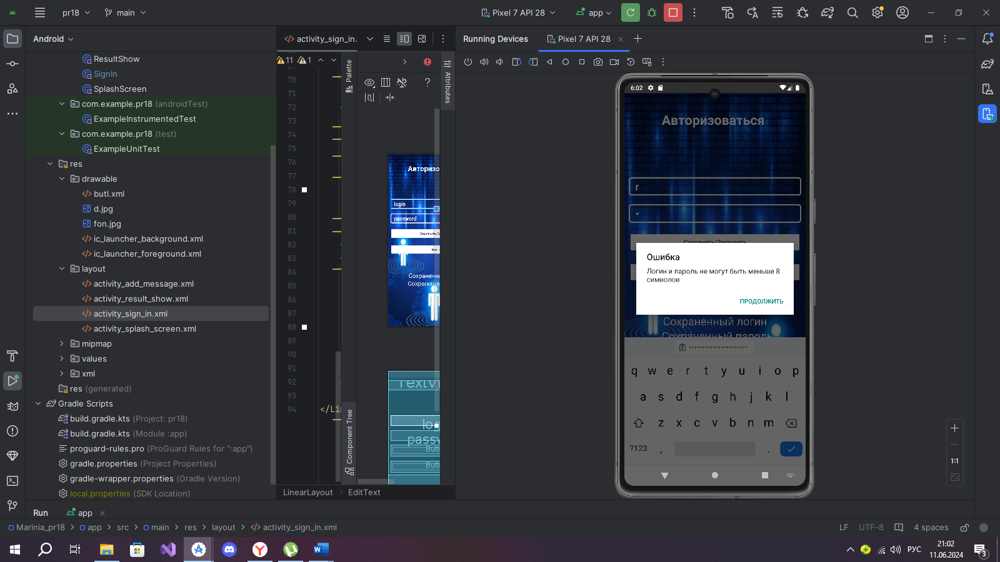 pr18
main
Pixel 7 API 28
app
Android
activity_sign_in.
Running Devices
Pixel 7 API 28
ResultShow
SignIn
SplashScreen
com.example.pr18 (androidTest)
ExampleInstrumentedTest
com.example.pr18 (test)
ExampleUnitTest
res
drawable
butl.xml
d.jpg
fon.jpg
ic_launcher_background.xml
ic_launcher_foreground.xml
layout
activity_add_message.xml
activity_result_show.xml
activity_sign_in.xml
activity_splash_screen.xml
mipmap
values
xml
res (generated)
Gradle Scripts
build.gradle.kts (Project: pr18)
build.gradle.kts (Module :app)
proguard-rules.pro (ProGuard Rules for ":app")
gradle.properties (Project Properties)
gradle-wrapper.properties (Gradle Version)
local.properties (SDK Location)
11 1
70
71
72
73
74
75
76
77
78
79
80
81
82
83
84
85
86
87
88
89
90
91
92
93
94
</Li
Palette
Component Tree
Attributes
Авторизо
login
password
Сохранить/За
Сохраненны
Сохраненны
TextV
log
passw
Butt
Butt
LinearLayout
EditText
6:02
Авторизоваться
r
Сохранить/Загрузить
Ошибка
Логин и пароль не могут быть меньше 8
символов
ПРОДОЛЖИТЬ
Сохраненный логин
Сохраненный пароль
q w e r t y u i o p
a s d f g h j k l
z x c v b n m
?123 , .
1:1
Run
app
Marinia_pr18 > app > src > main > res > layout > activity_sign_in.xml
LF UTF-8 4 spaces
РУС
21:02
11.06.2024
3